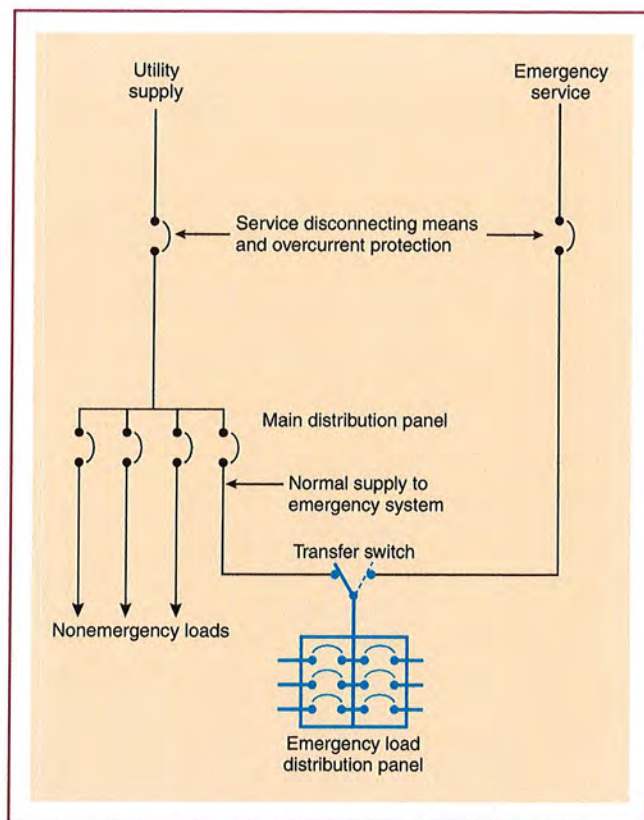 Utility
supply
Emergency
service
Service disconnecting means
and overcurrent protection
Main distribution panel
Normal supply to
emergency system
Transfer switch
Nonemergency loads
Emergency load
distribution panel